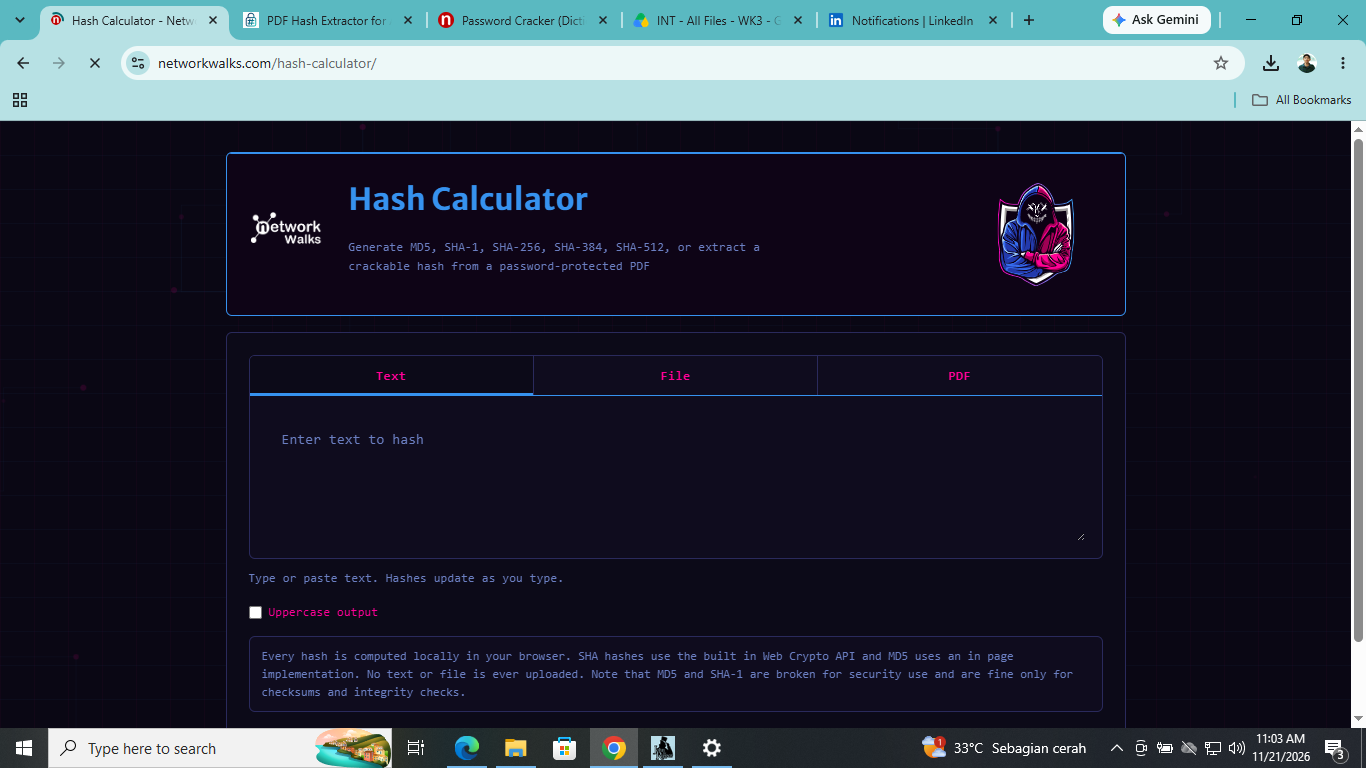 Hash Calculator - Netw
PDF Hash Extractor for
Password Cracker (Dicti
INT - All Files - WK3 - G
Notifications | LinkedIn
Ask Gemini
networkwalks.com/hash-calculator/
All Bookmarks
network
Walks
Hash Calculator
Generate MD5, SHA-1, SHA-256, SHA-384, SHA-512, or extract a
crackable hash from a password-protected PDF
Text
File
PDF
Enter text to hash
Type or paste text. Hashes update as you type.
Uppercase output
Every hash is computed locally in your browser. SHA hashes use the built in Web Crypto API and MD5 uses an in page
implementation. No text or file is ever uploaded. Note that MD5 and SHA-1 are broken for security use and are fine only for
checksums and integrity checks.
Type here to search
1
33°C Sebagian cerah
11:03 AM
11/21/2026
3